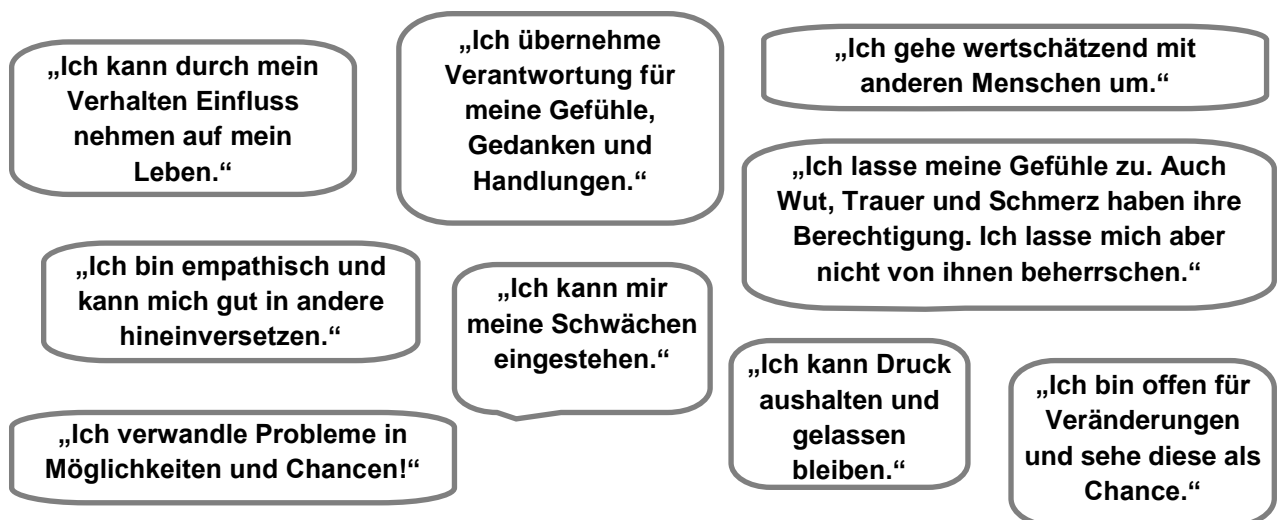 „Ich kann durch mein
Verhalten Einfluss
nehmen auf mein
Leben.“
„Ich übernehme
Verantwortung für
meine Gefühle,
Gedanken und
Handlungen.“
„Ich gehe wertschätzend mit
anderen Menschen um.“
„Ich lasse meine Gefühle zu. Auch
Wut, Trauer und Schmerz haben ihre
Berechtigung. Ich lasse mich aber
nicht von ihnen beherrschen.“
„Ich bin empathisch und
kann mich gut in andere
hineinversetzen.“
„Ich kann mir
meine Schwächen
eingestehen.“
„Ich kann Druck
aushalten und
gelassen
bleiben.“
„Ich bin offen für
Veränderungen
und sehe diese als
Chance.“
„Ich verwandle Probleme in
Möglichkeiten und Chancen!“